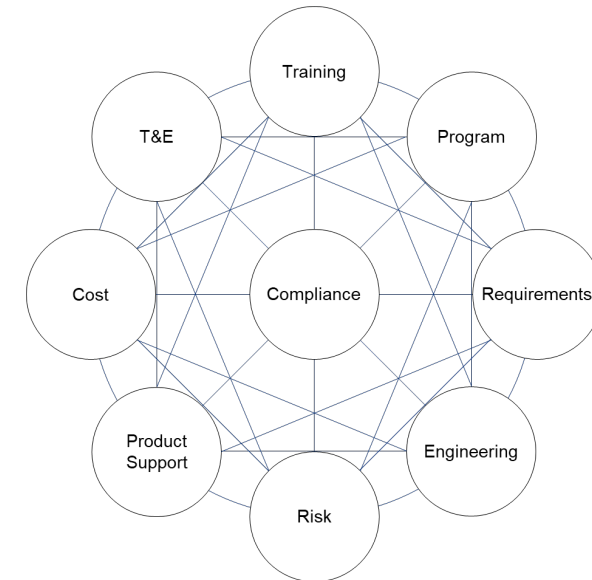 Training
T&E
Program
Cost
Compliance
Requirements
Product
Support
Engineering
Risk